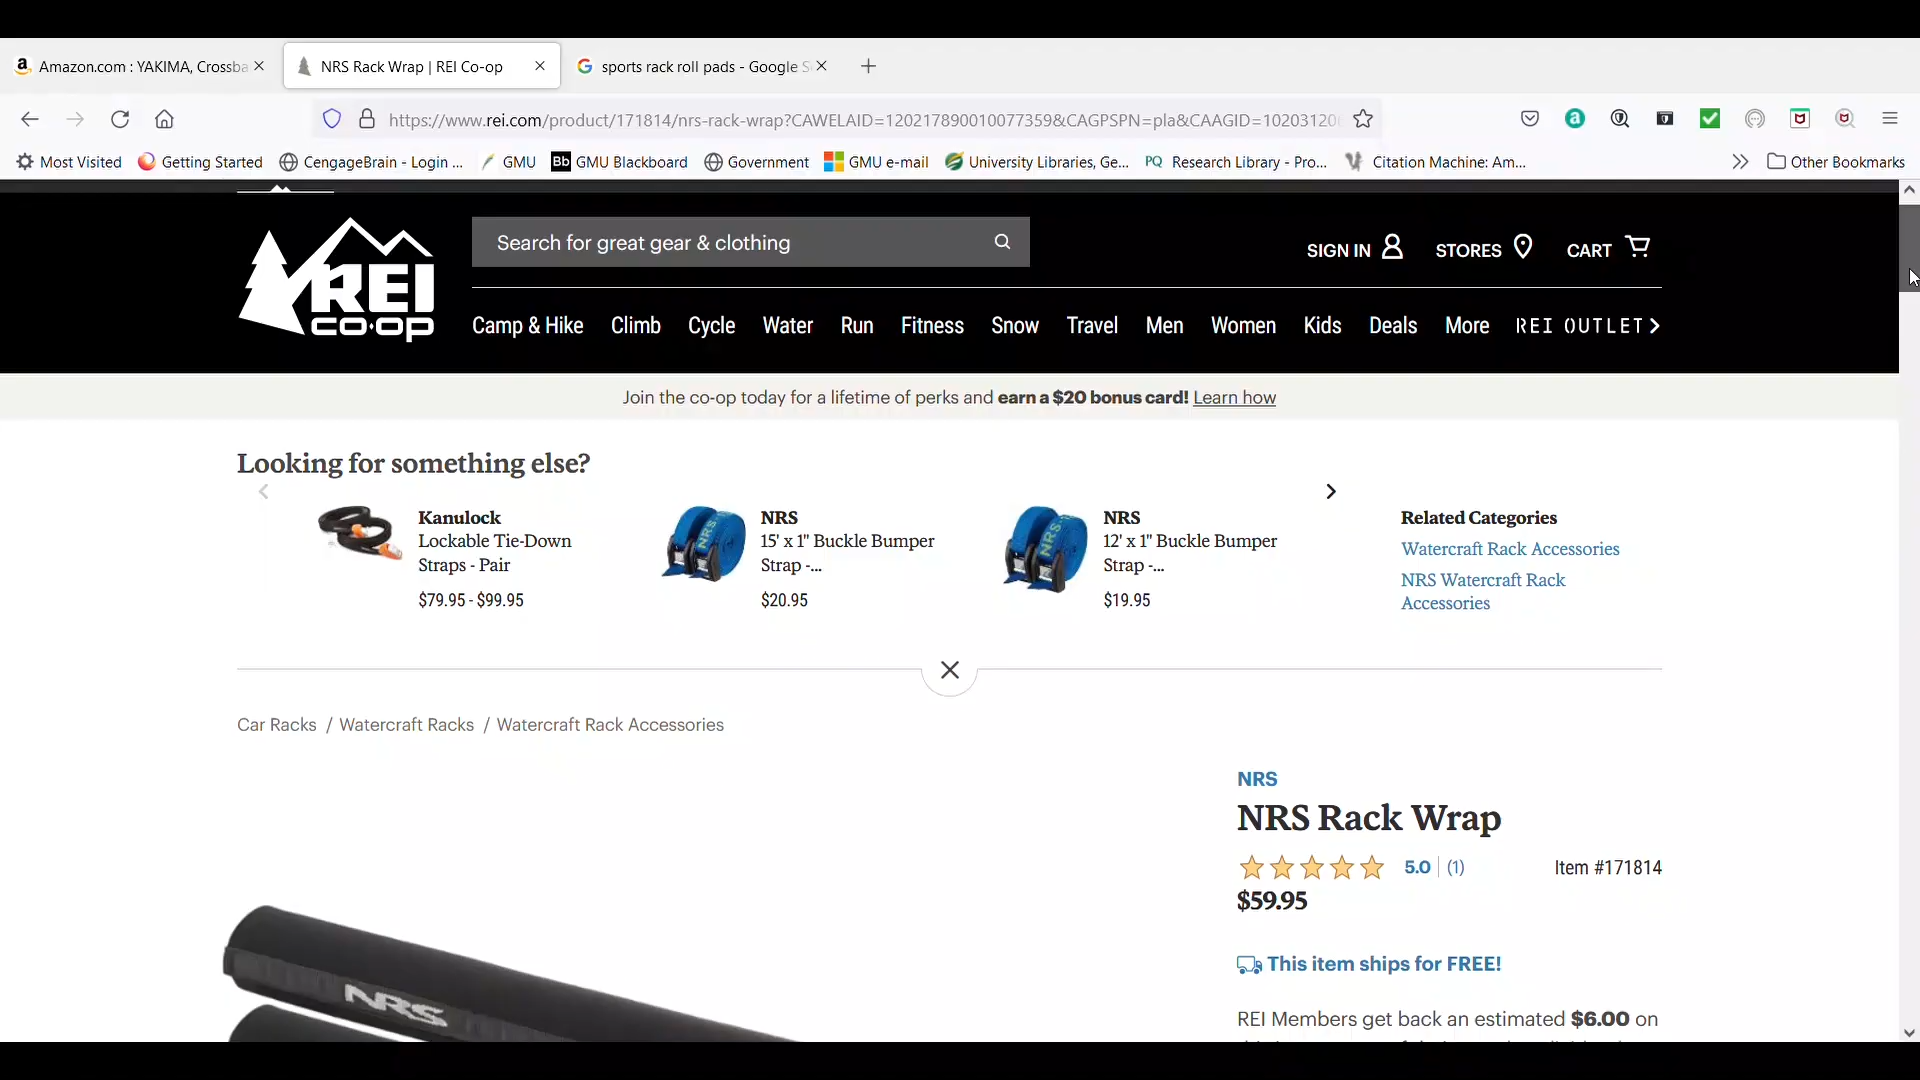 Amazon.com : YAKIMA, Crossba
NRS Rack Wrap | REI Co-op
sports rack roll pads - Google S
https://www.rei.com/product/171814/nrs-rack-wrap?CAWELAID=120217890010077359&CAGPSPN=pla&CAAGID=10203120
Most Visited
Getting Started
CengageBrain - Login ...
GMU
Bb GMU Blackboard
Government
GMU e-mail
University Libraries, Ge...
PQ Research Library - Pro...
Citation Machine: Am...
Other Bookmarks
REI
CO·OP
Search for great gear & clothing
SIGN IN
STORES
CART
Camp & Hike
Climb
Cycle
Water
Run
Fitness
Snow
Travel
Men
Women
Kids
Deals
More
REI OUTLET
Join the co-op today for a lifetime of perks and earn a $20 bonus card! Learn how
Looking for something else?
Kanulock
Lockable Tie-Down
Straps - Pair
$79.95 - $99.95
NRS
15' x 1" Buckle Bumper
Strap -...
$20.95
NRS
12' x 1" Buckle Bumper
Strap -...
$19.95
Related Categories
Watercraft Rack Accessories
NRS Watercraft Rack
Accessories
Car Racks / Watercraft Racks / Watercraft Rack Accessories
NRS
NRS Rack Wrap
5.0 (1)
Item #171814
$59.95
This item ships for FREE!
REI Members get back an estimated $6.00 on
NRS